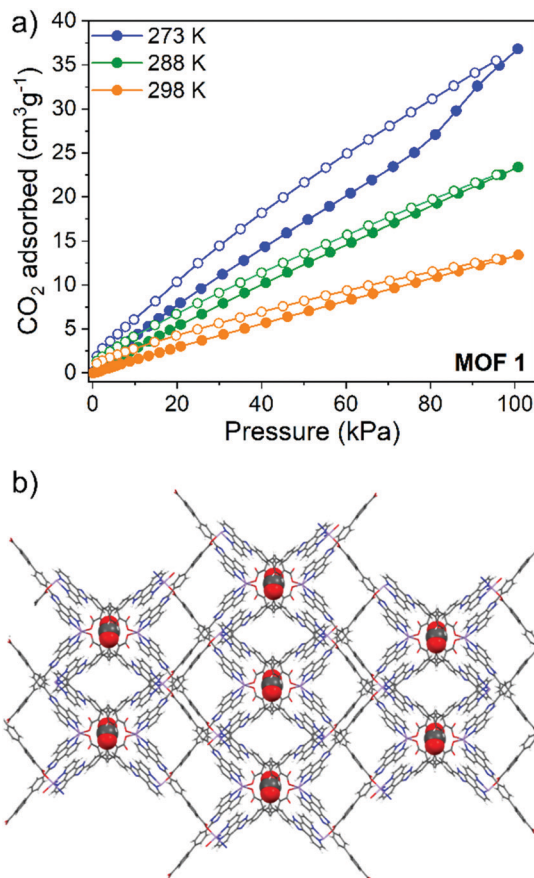 a)
273 K
288 K
298 K
CO₂ adsorbed (cm³g⁻¹)
40
35
30
25
20
15
10
5
0
MOF 1
0 20 40 60 80 100
Pressure (kPa)
b)